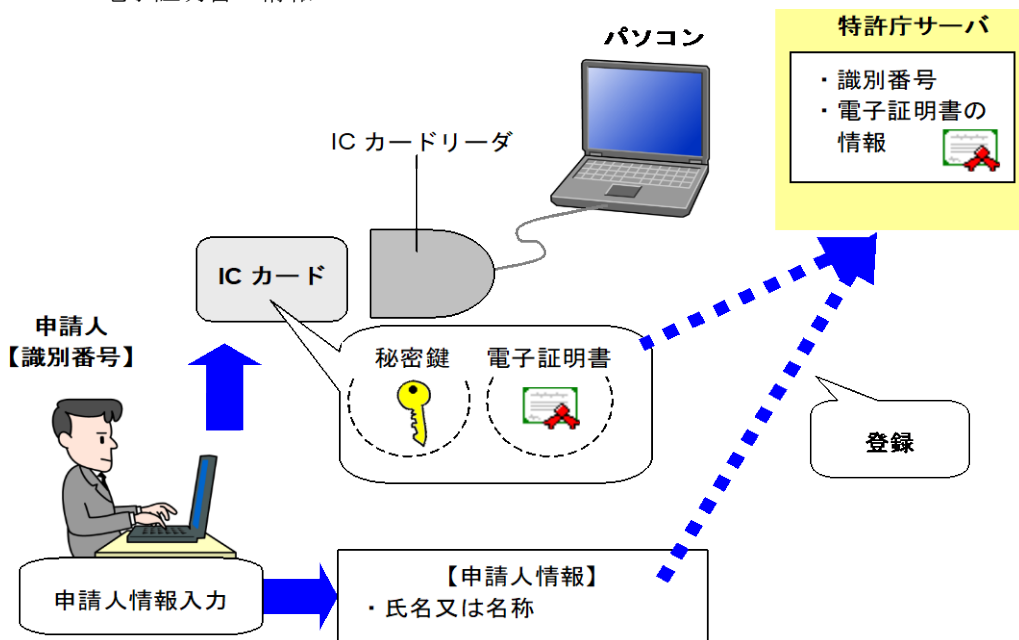 パソコン
特許庁サーバ
・識別番号
・電子証明書の
情報
IC カードリーダ
IC カード
申請人
【識別番号】
秘密鍵
電子証明書
登録
申請人情報入力
【申請人情報】
・氏名又は名称